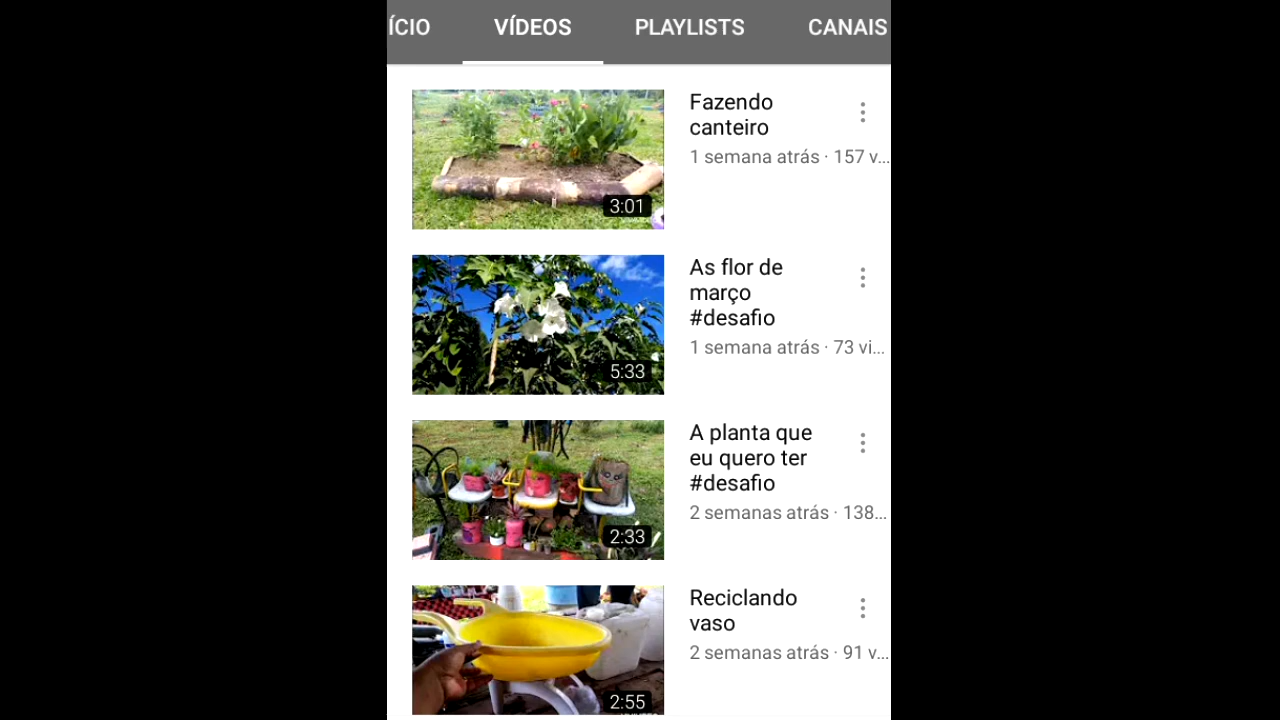 ÍCIO VÍDEOS PLAYLISTS CANAIS
Fazendo
canteiro
1 semana atrás · 157 v...
3:01
As flor de
março
#desafio
1 semana atrás · 73 vi...
5:33
A planta que
eu quero ter
#desafio
2 semanas atrás · 138...
2:33
Reciclando
vaso
2 semanas atrás · 91 v...
2:55